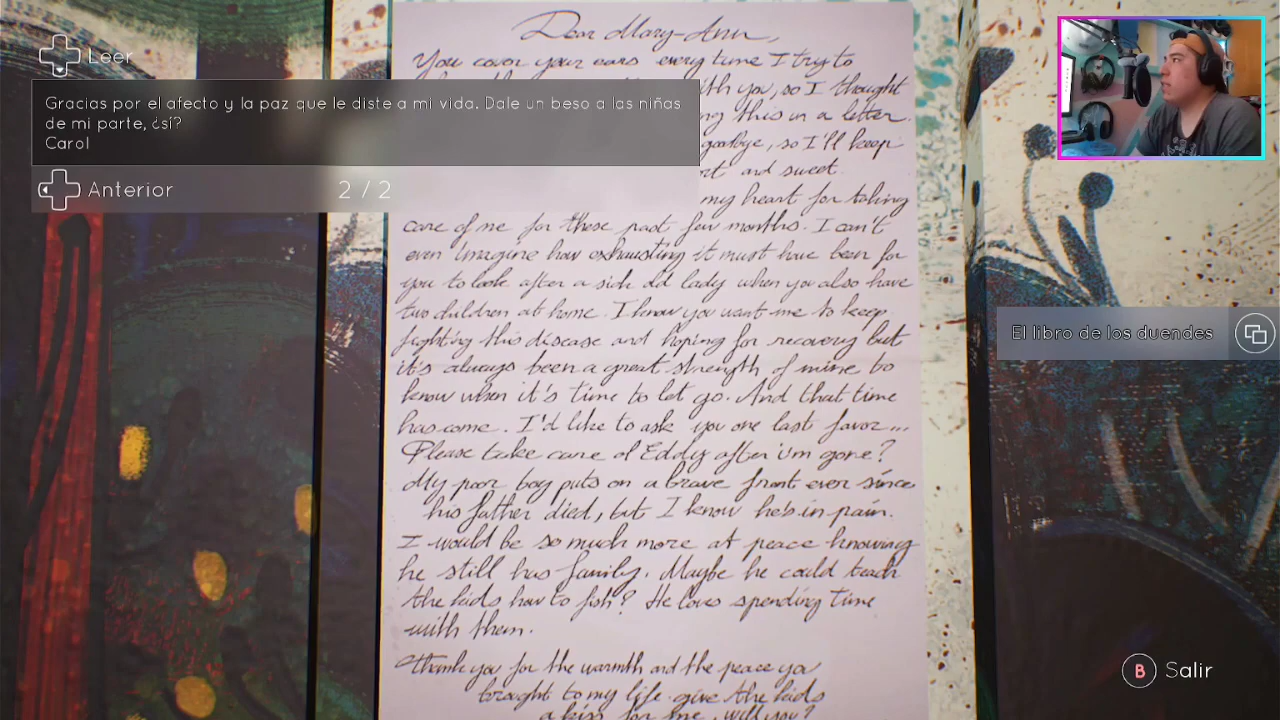 Leer
Gracias por el afecto y la paz que le diste a mi vida. Dale un beso a las niñas
de mi parte, ¿sí?
Carol
Anterior
2 / 2
Dear Mary-Ann,
You cover your ears every time I try to
with you, so I thought
this in a letter.
goodbye, so I'll keep
and sweet.
my heart for taking
care of me for these past few months. I can't
even imagine how exhausting it must have been for
you to look after a sick old lady when you also have
two children at home. I know you want me to keep
fighting this disease and hoping for recovery but
it's always been a great strength of mine to
know when it's time to let go. And that time
has come. I'd like to ask you one last favor...
Please take care of Eddy after i'm gone?
My poor boy puts on a brave front ever since
his father died, but I know he's in pain.
I would be so much more at peace knowing
he still has family. Maybe he could teach
the kids how to fish? He loves spending time
with them.
thank you for the warmth and the peace you
brought to my life. give the kids
a kiss for me, will you?
El libro de los duendes
B Salir